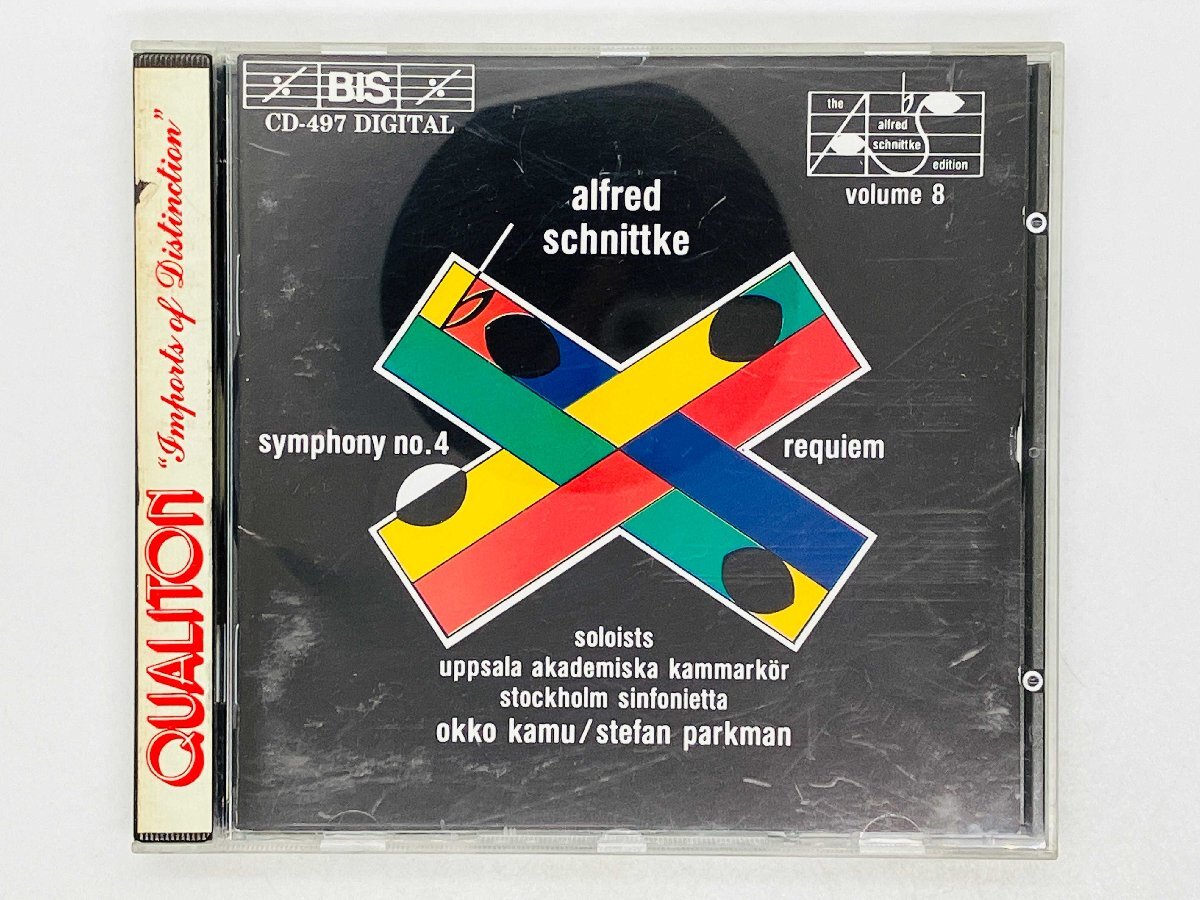 QUALITON "Imports of Distinction"
BIS
CD-497 DIGITAL
the
alfred
schnittke
edition
volume 8
alfred
schnittke
symphony no.4
requiem
soloists
uppsala akademiska kammarkör
stockholm sinfonietta
okko kamu/stefan parkman